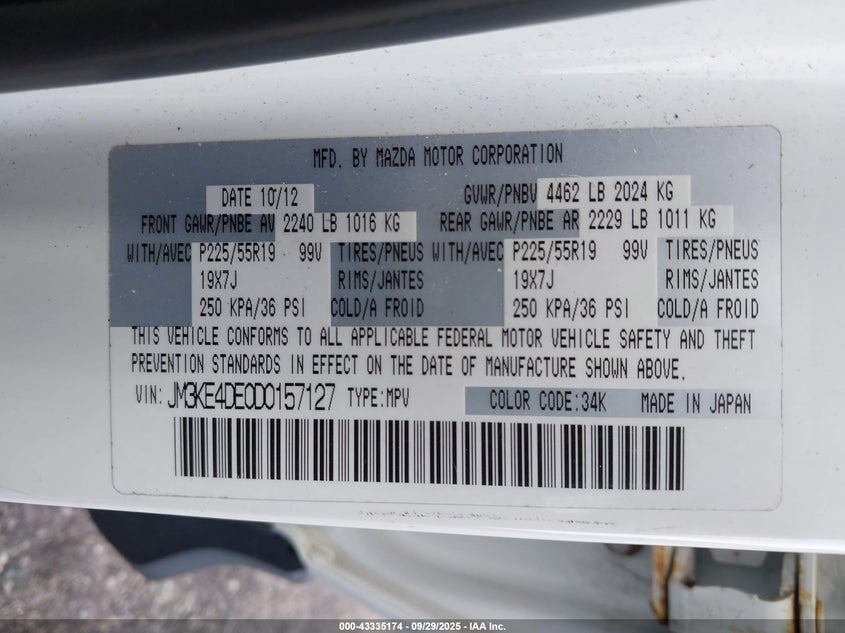 MFD. BY MAZDA MOTOR CORPORATION
DATE 10/12 GVWR/PNBV 4462 LB 2024 KG
FRONT GAWR/PNBE AV 2240 LB 1016 KG REAR GAWR/PNBE AR 2229 LB 1011 KG
WITH/AVEC P225/55R19 99V TIRES/PNEUS WITH/AVEC P225/55R19 99V TIRES/PNEUS
19X7J RIMS/JANTES 19X7J RIMS/JANTES
250 KPA/36 PSI COLD/A FROID 250 KPA/36 PSI COLD/A FROID
THIS VEHICLE CONFORMS TO ALL APPLICABLE FEDERAL MOTOR VEHICLE SAFETY AND THEFT
PREVENTION STANDARDS IN EFFECT ON THE DATE OF MANUFACTURE SHOWN ABOVE.
VIN: JM3KE4DE0D0157127 TYPE:MPV COLOR CODE:34K MADE IN JAPAN
000-43335174 - 09/29/2025 - IAA Inc.